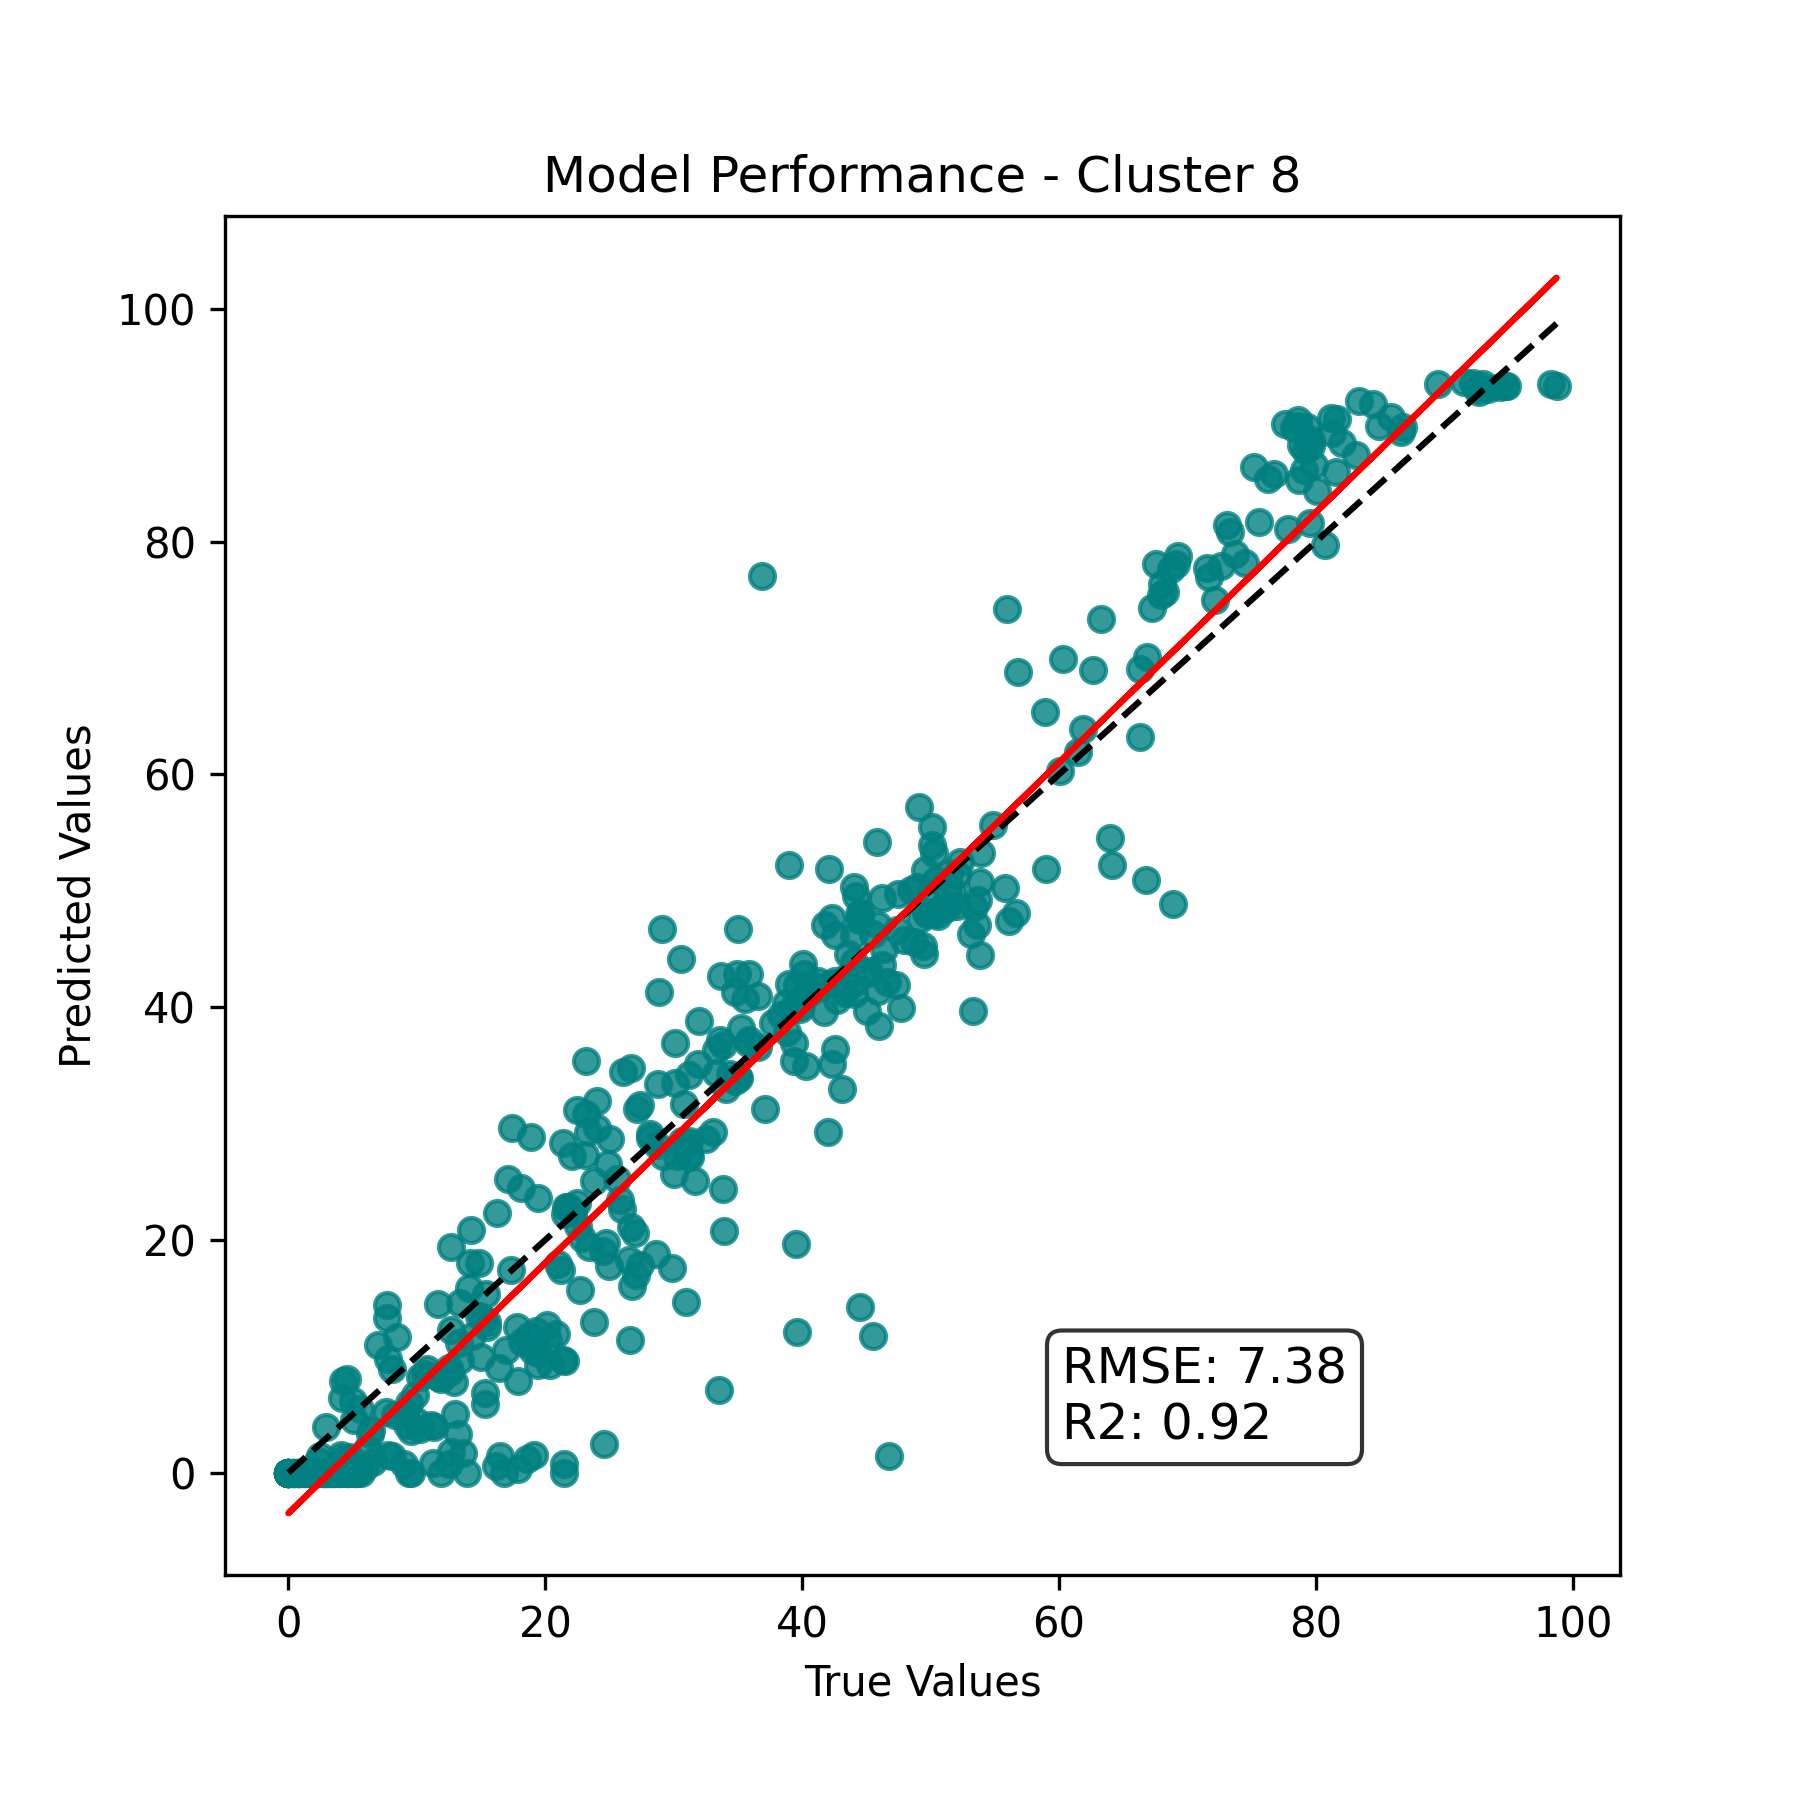 Model Performance - Cluster 8
100
80
60
40
20
0
Predicted Values
RMSE: 7.38
R2: 0.92
0 20 40 60 80 100
True Values